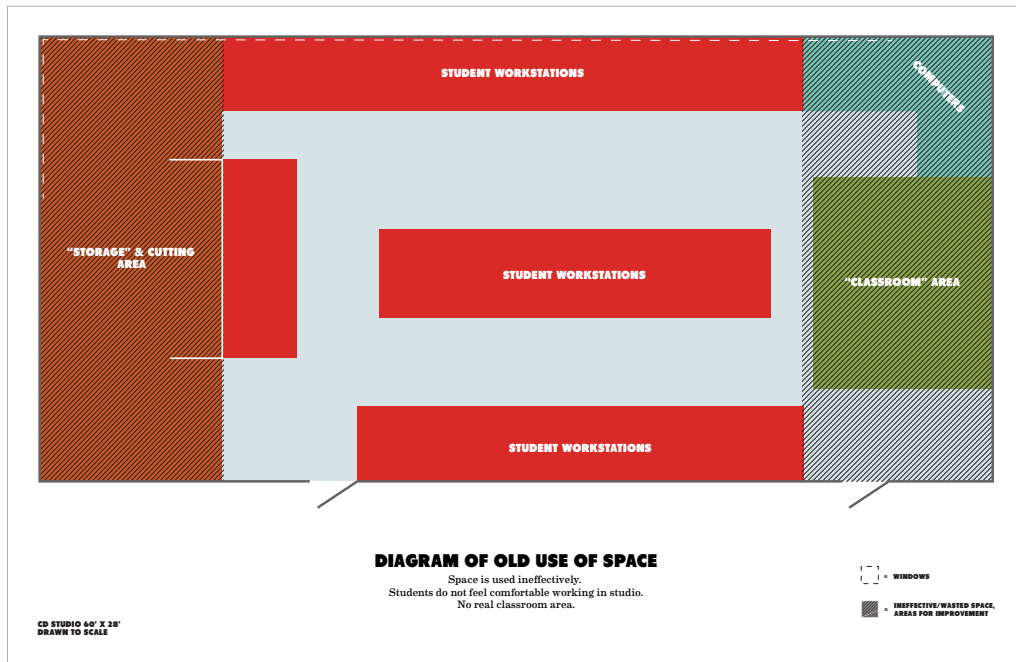 STUDENT WORKSTATIONS
COMPUTERS
“STORAGE” & CUTTING
AREA
STUDENT WORKSTATIONS
“CLASSROOM” AREA
STUDENT WORKSTATIONS
DIAGRAM OF OLD USE OF SPACE
Space is used ineffectively.
Students do not feel comfortable working in studio.
No real classroom area.
= WINDOWS
= INEFFECTIVE/WASTED SPACE,
AREAS FOR IMPROVEMENT
CD STUDIO 60' X 28'
DRAWN TO SCALE